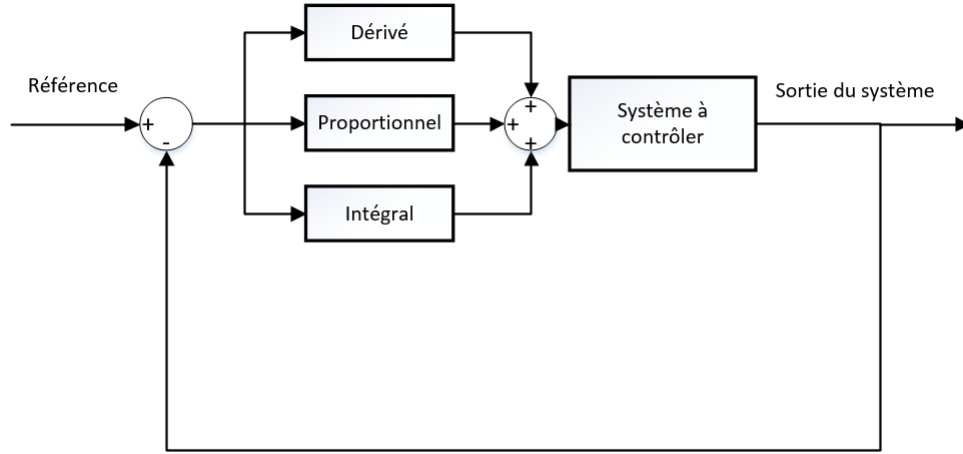 Dérivé
Référence
Sortie du système
+
-
Proportionnel
+
+
+
Système à
contrôler
Intégral